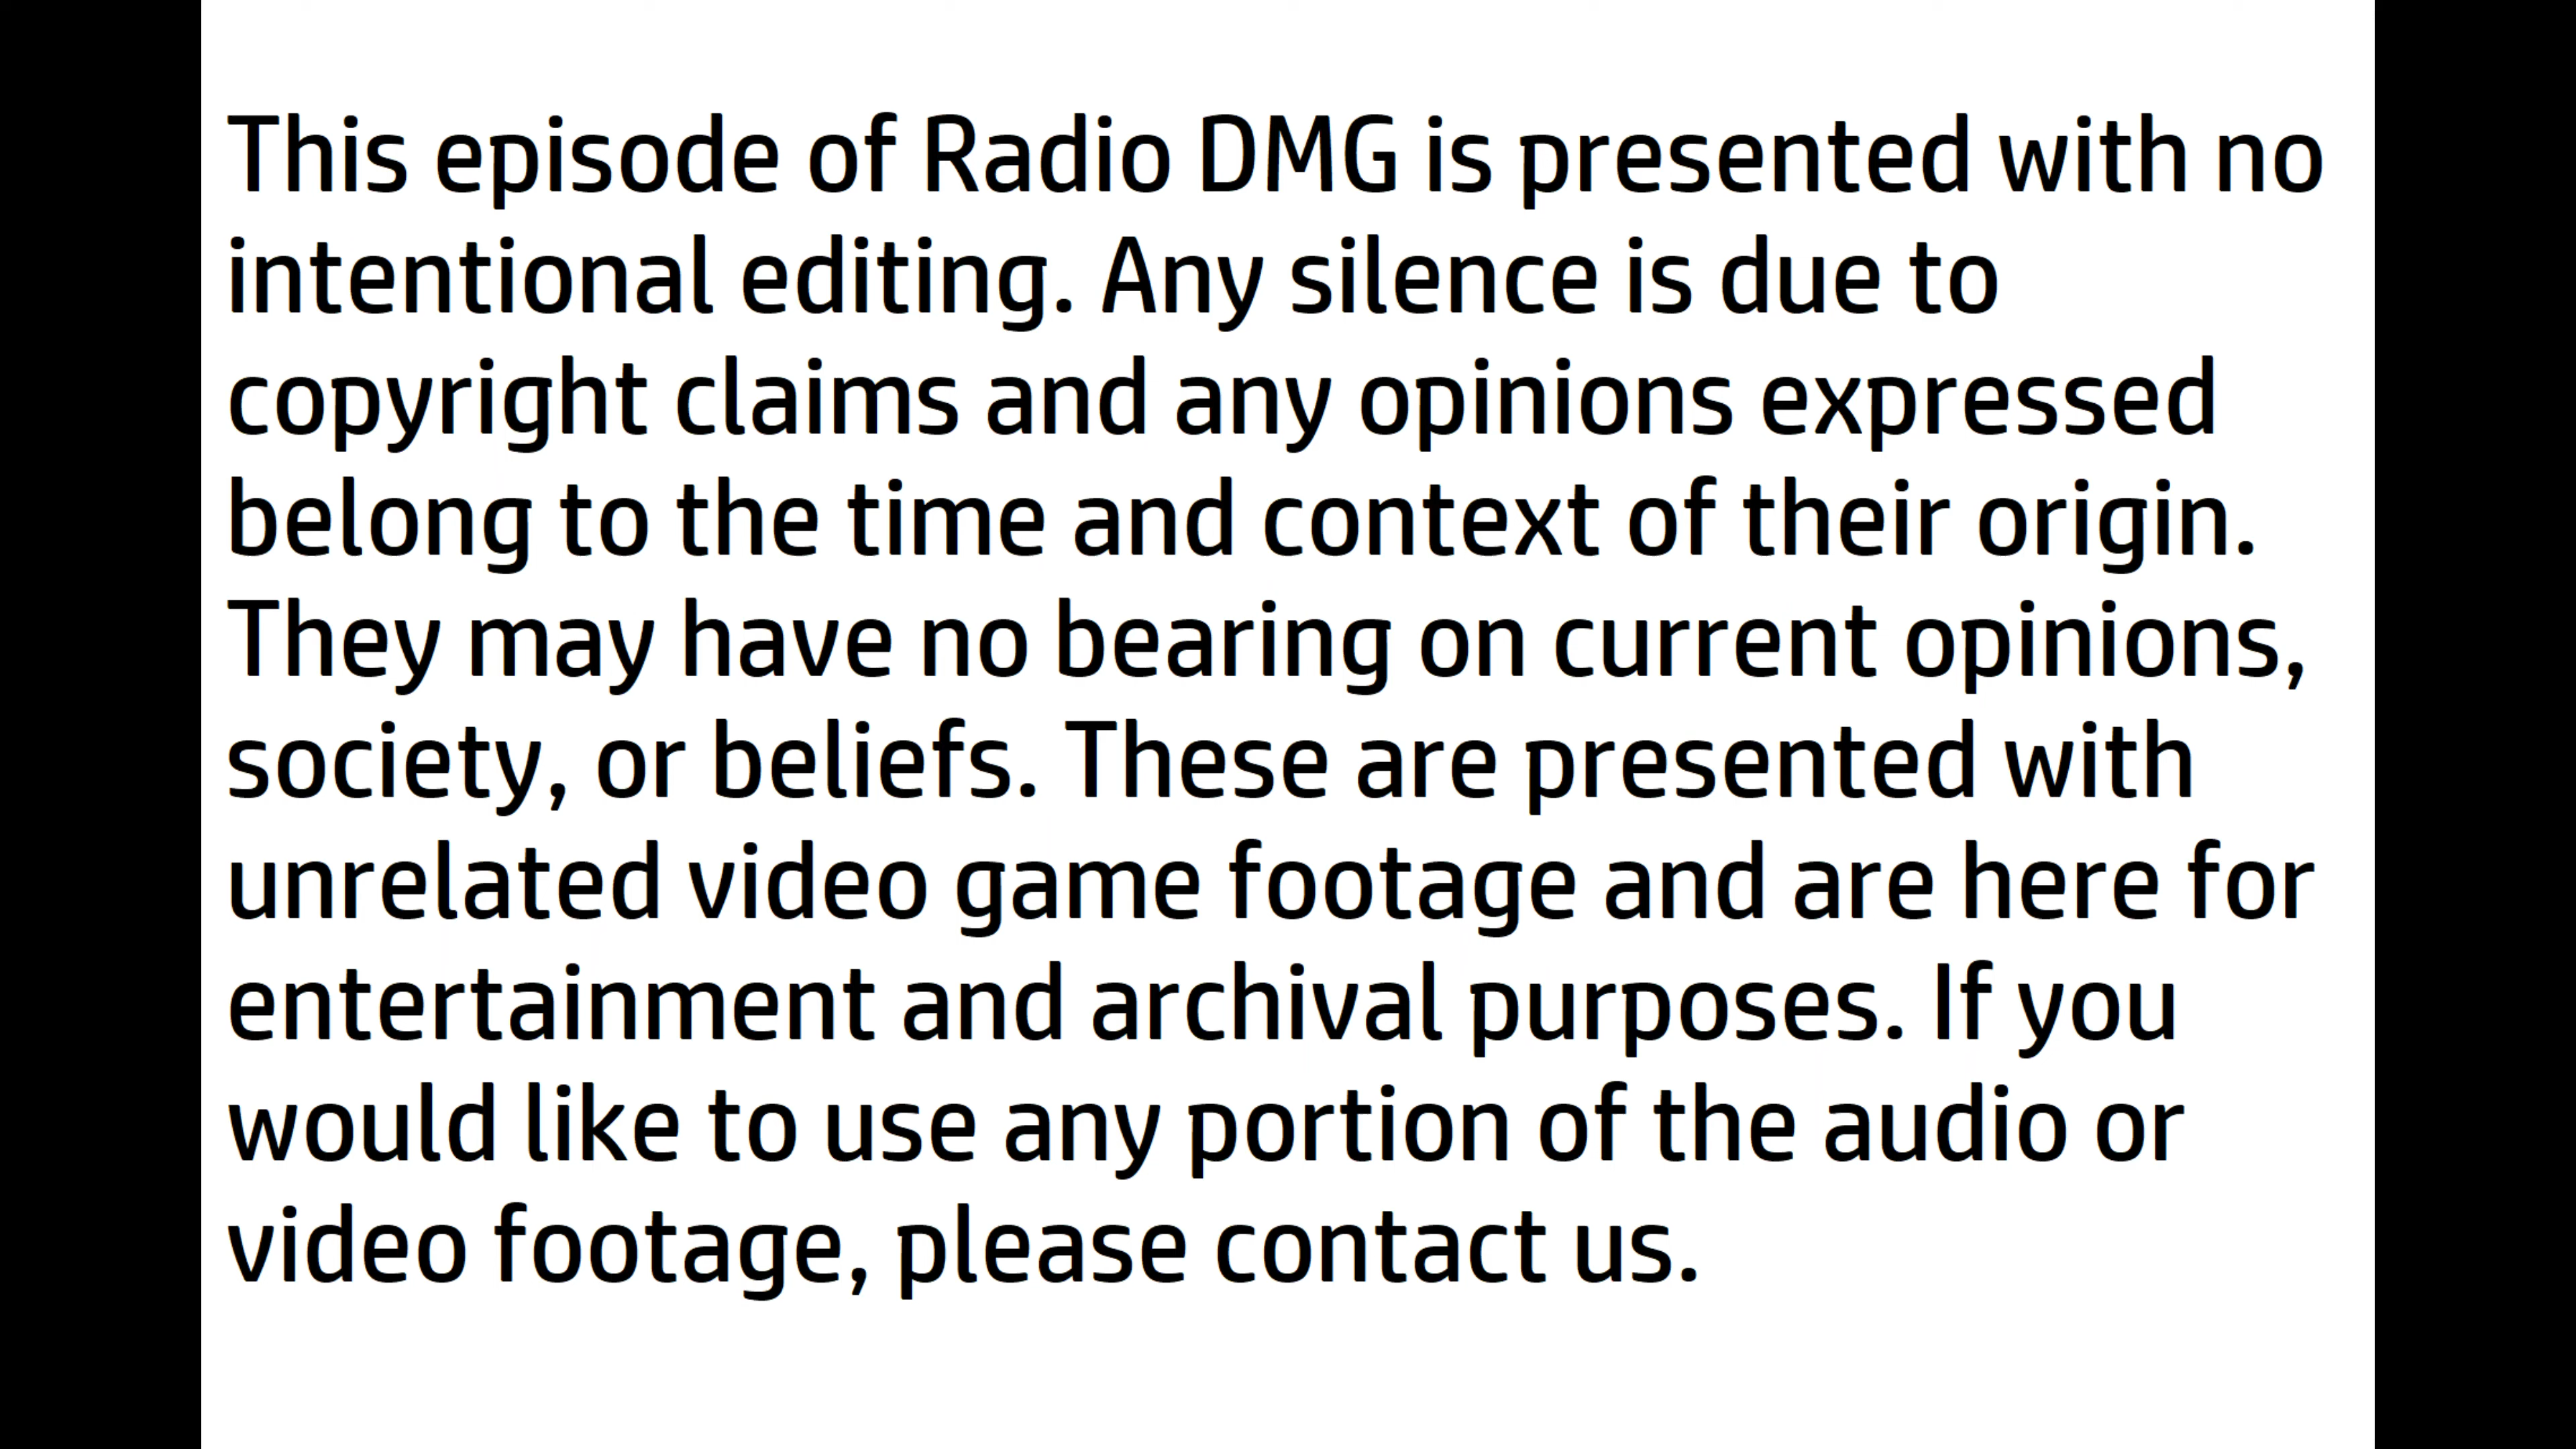 This episode of Radio DMG is presented with no
intentional editing. Any silence is due to
copyright claims and any opinions expressed
belong to the time and context of their origin.
They may have no bearing on current opinions,
society, or beliefs. These are presented with
unrelated video game footage and are here for
entertainment and archival purposes. If you
would like to use any portion of the audio or
video footage, please contact us.